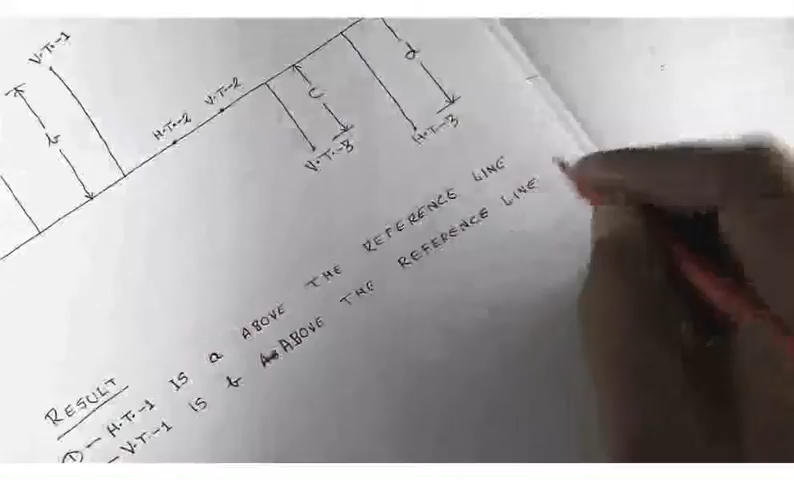 V.T.-1
b
H.T.-2
V.T.-2
C
V.T.-3
d
H.T.-3
RESULT
① - H.T.-1 IS a ABOVE THE REFERENCE LINE
- V.T.-1 IS b ABOVE THE REFERENCE LINE